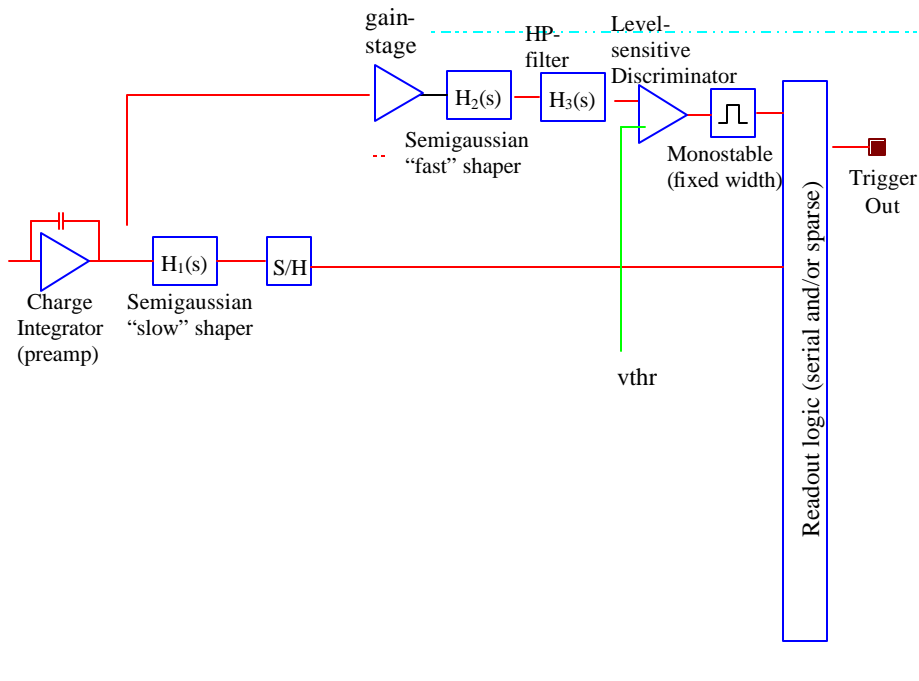 gain-
stage
HP-
filter
Level-
sensitive
Discriminator
H2(s)
H3(s)
Semigaussian
“fast” shaper
Monostable
(fixed width)
Trigger
Out
H1(s)
S/H
Charge
Integrator
(preamp)
Semigaussian
“slow” shaper
vthr
Readout logic (serial and/or sparse)